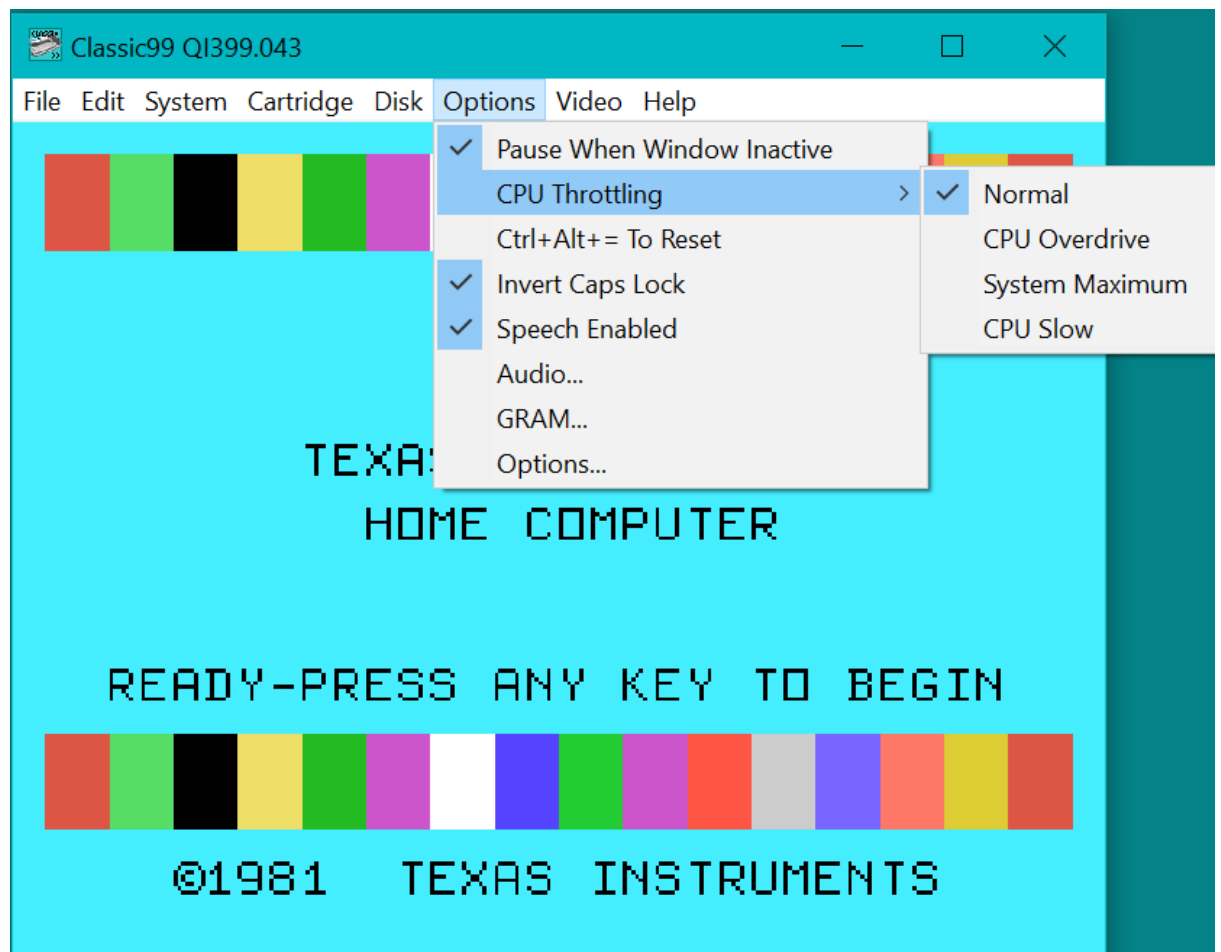 Classic99 QI399.043
File Edit System Cartridge Disk Options Video Help
Pause When Window Inactive
CPU Throttling
Ctrl+Alt+= To Reset
Invert Caps Lock
Speech Enabled
Audio...
GRAM...
Options...
Normal
CPU Overdrive
System Maximum
CPU Slow
TEXAS
HOME COMPUTER
READY-PRESS ANY KEY TO BEGIN
©1981 TEXAS INSTRUMENTS